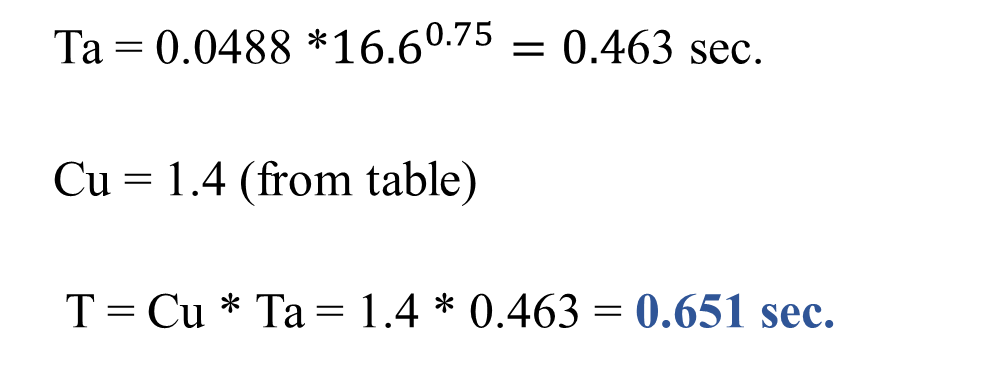 Ta = 0.0488 *16.6^0.75 = 0.463 sec.
Cu = 1.4 (from table)
T = Cu * Ta = 1.4 * 0.463 = 0.651 sec.